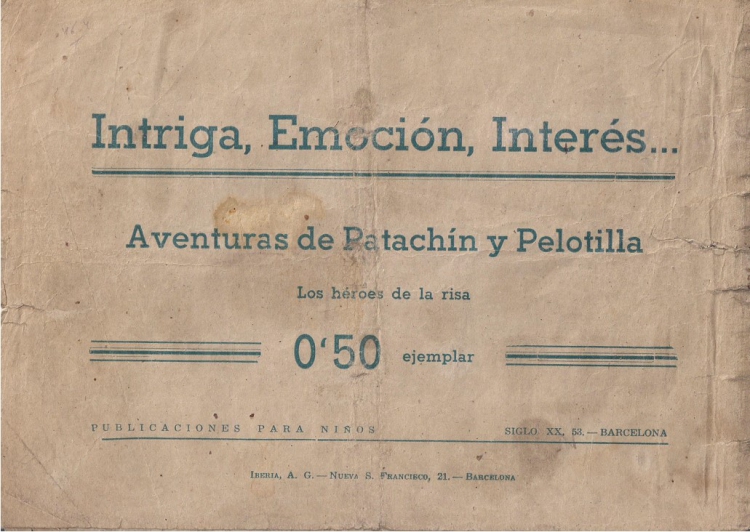 Intriga, Emoción, Interés...
Aventuras de Patachín y Pelotilla
Los héroes de la risa
0'50 ejemplar
PUBLICACIONES PARA NIÑOS SIGLO XX, 53. — BARCELONA
IBERIA, A. G. — NUEVA S. FRANCISCO, 21. — BARCELONA